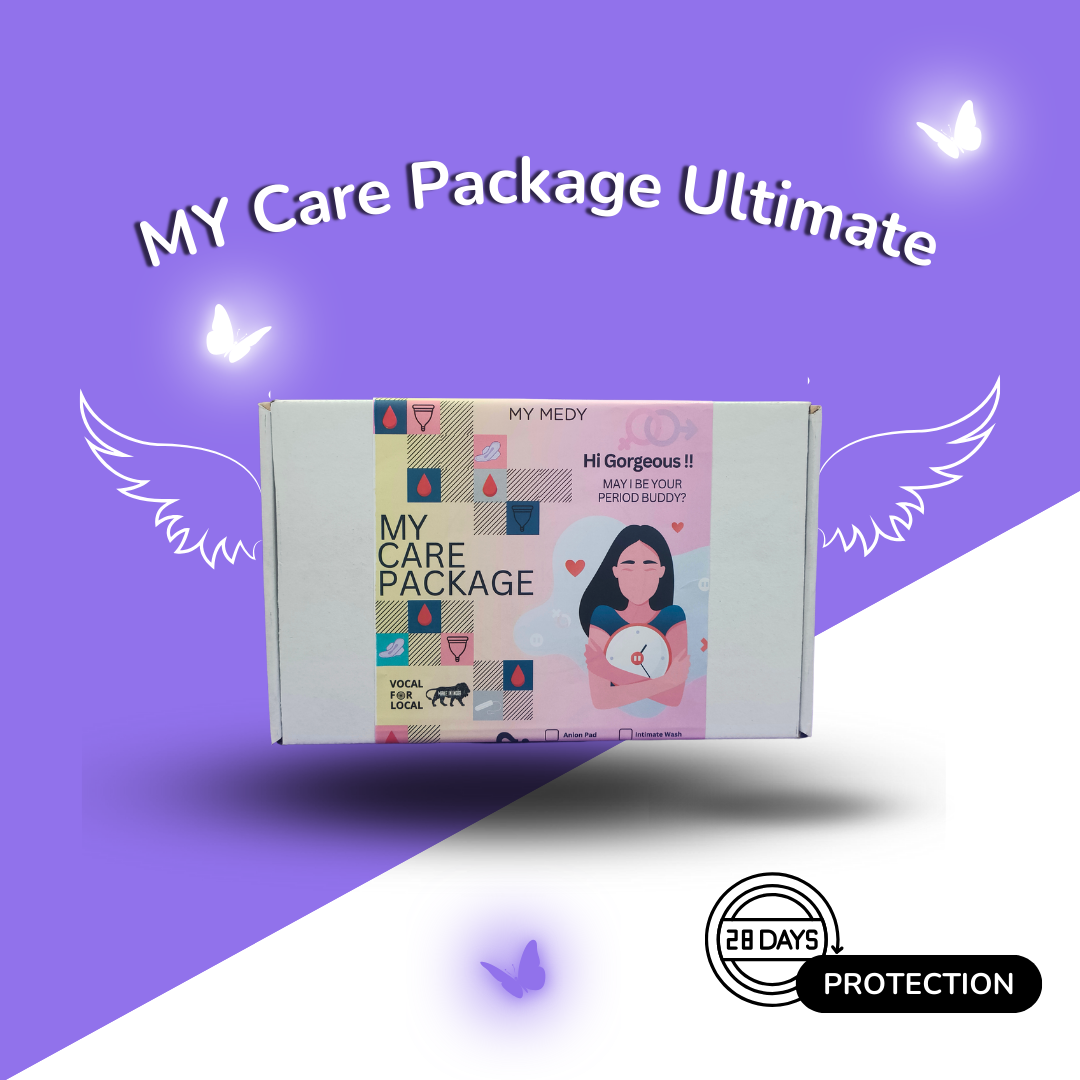 MY Care Package Ultimate
MY MEDY
Hi Gorgeous !!
MAY I BE YOUR
PERIOD BUDDY?
MY
CARE
PACKAGE
VOCAL
FOR
LOCAL
Anion Pad
Intimate Wash
28 DAYS
PROTECTION